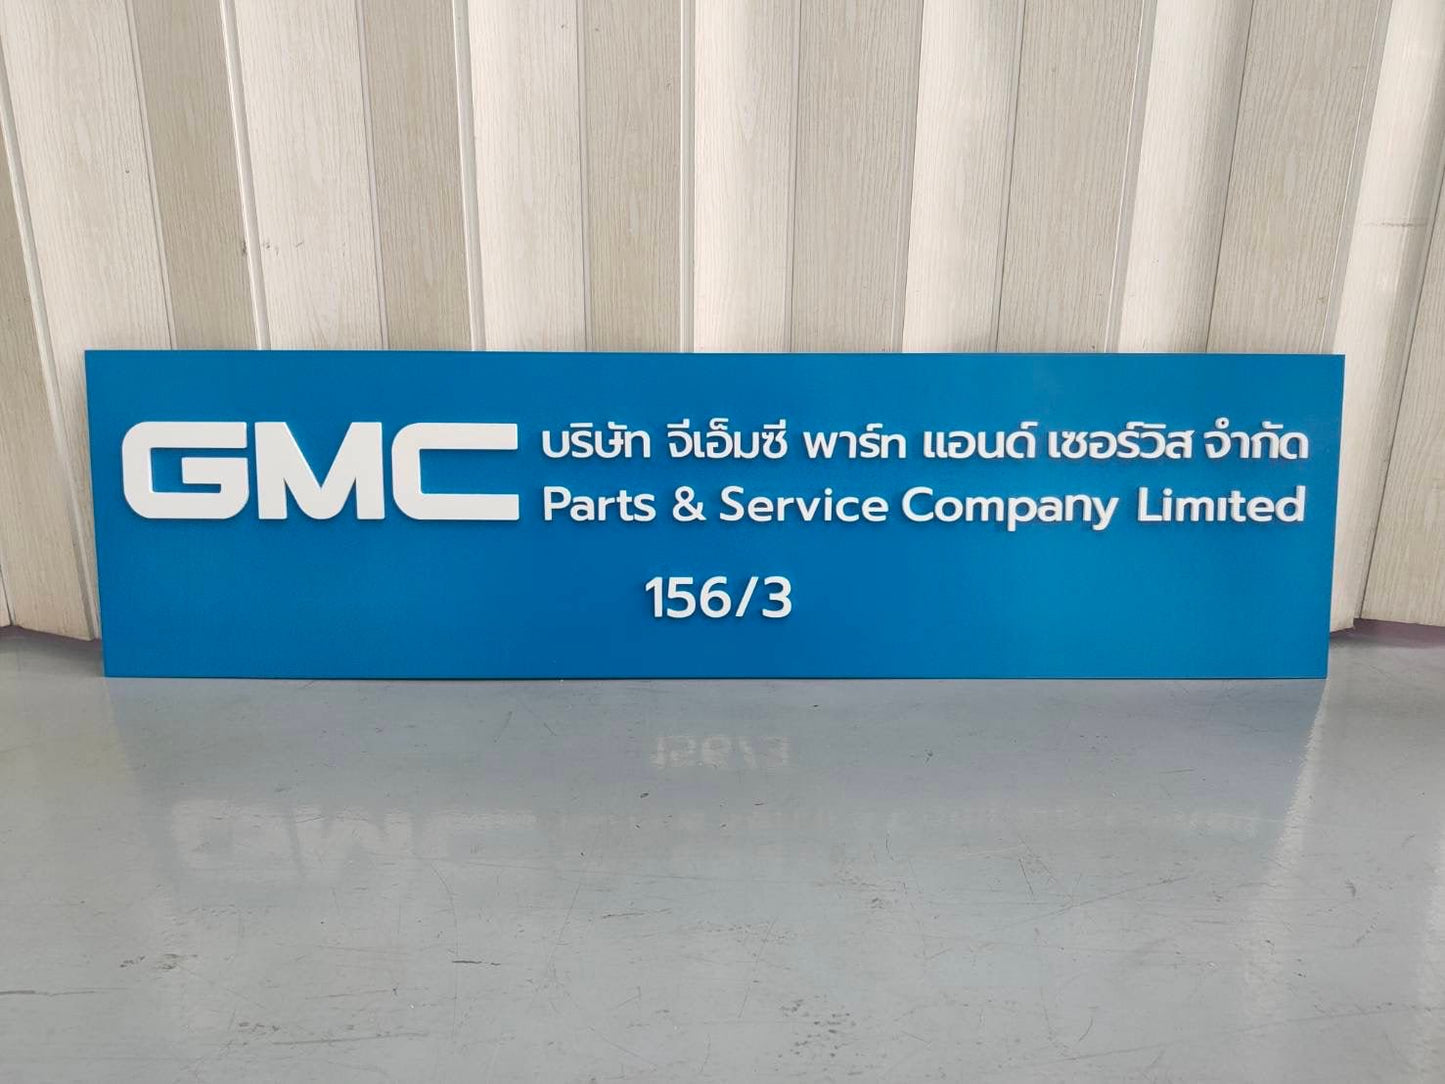 GMC บริษัท จีเอ็มซี พาร์ท แอนด์ เซอร์วิส จำกัด
Parts & Service Company Limited
156/3